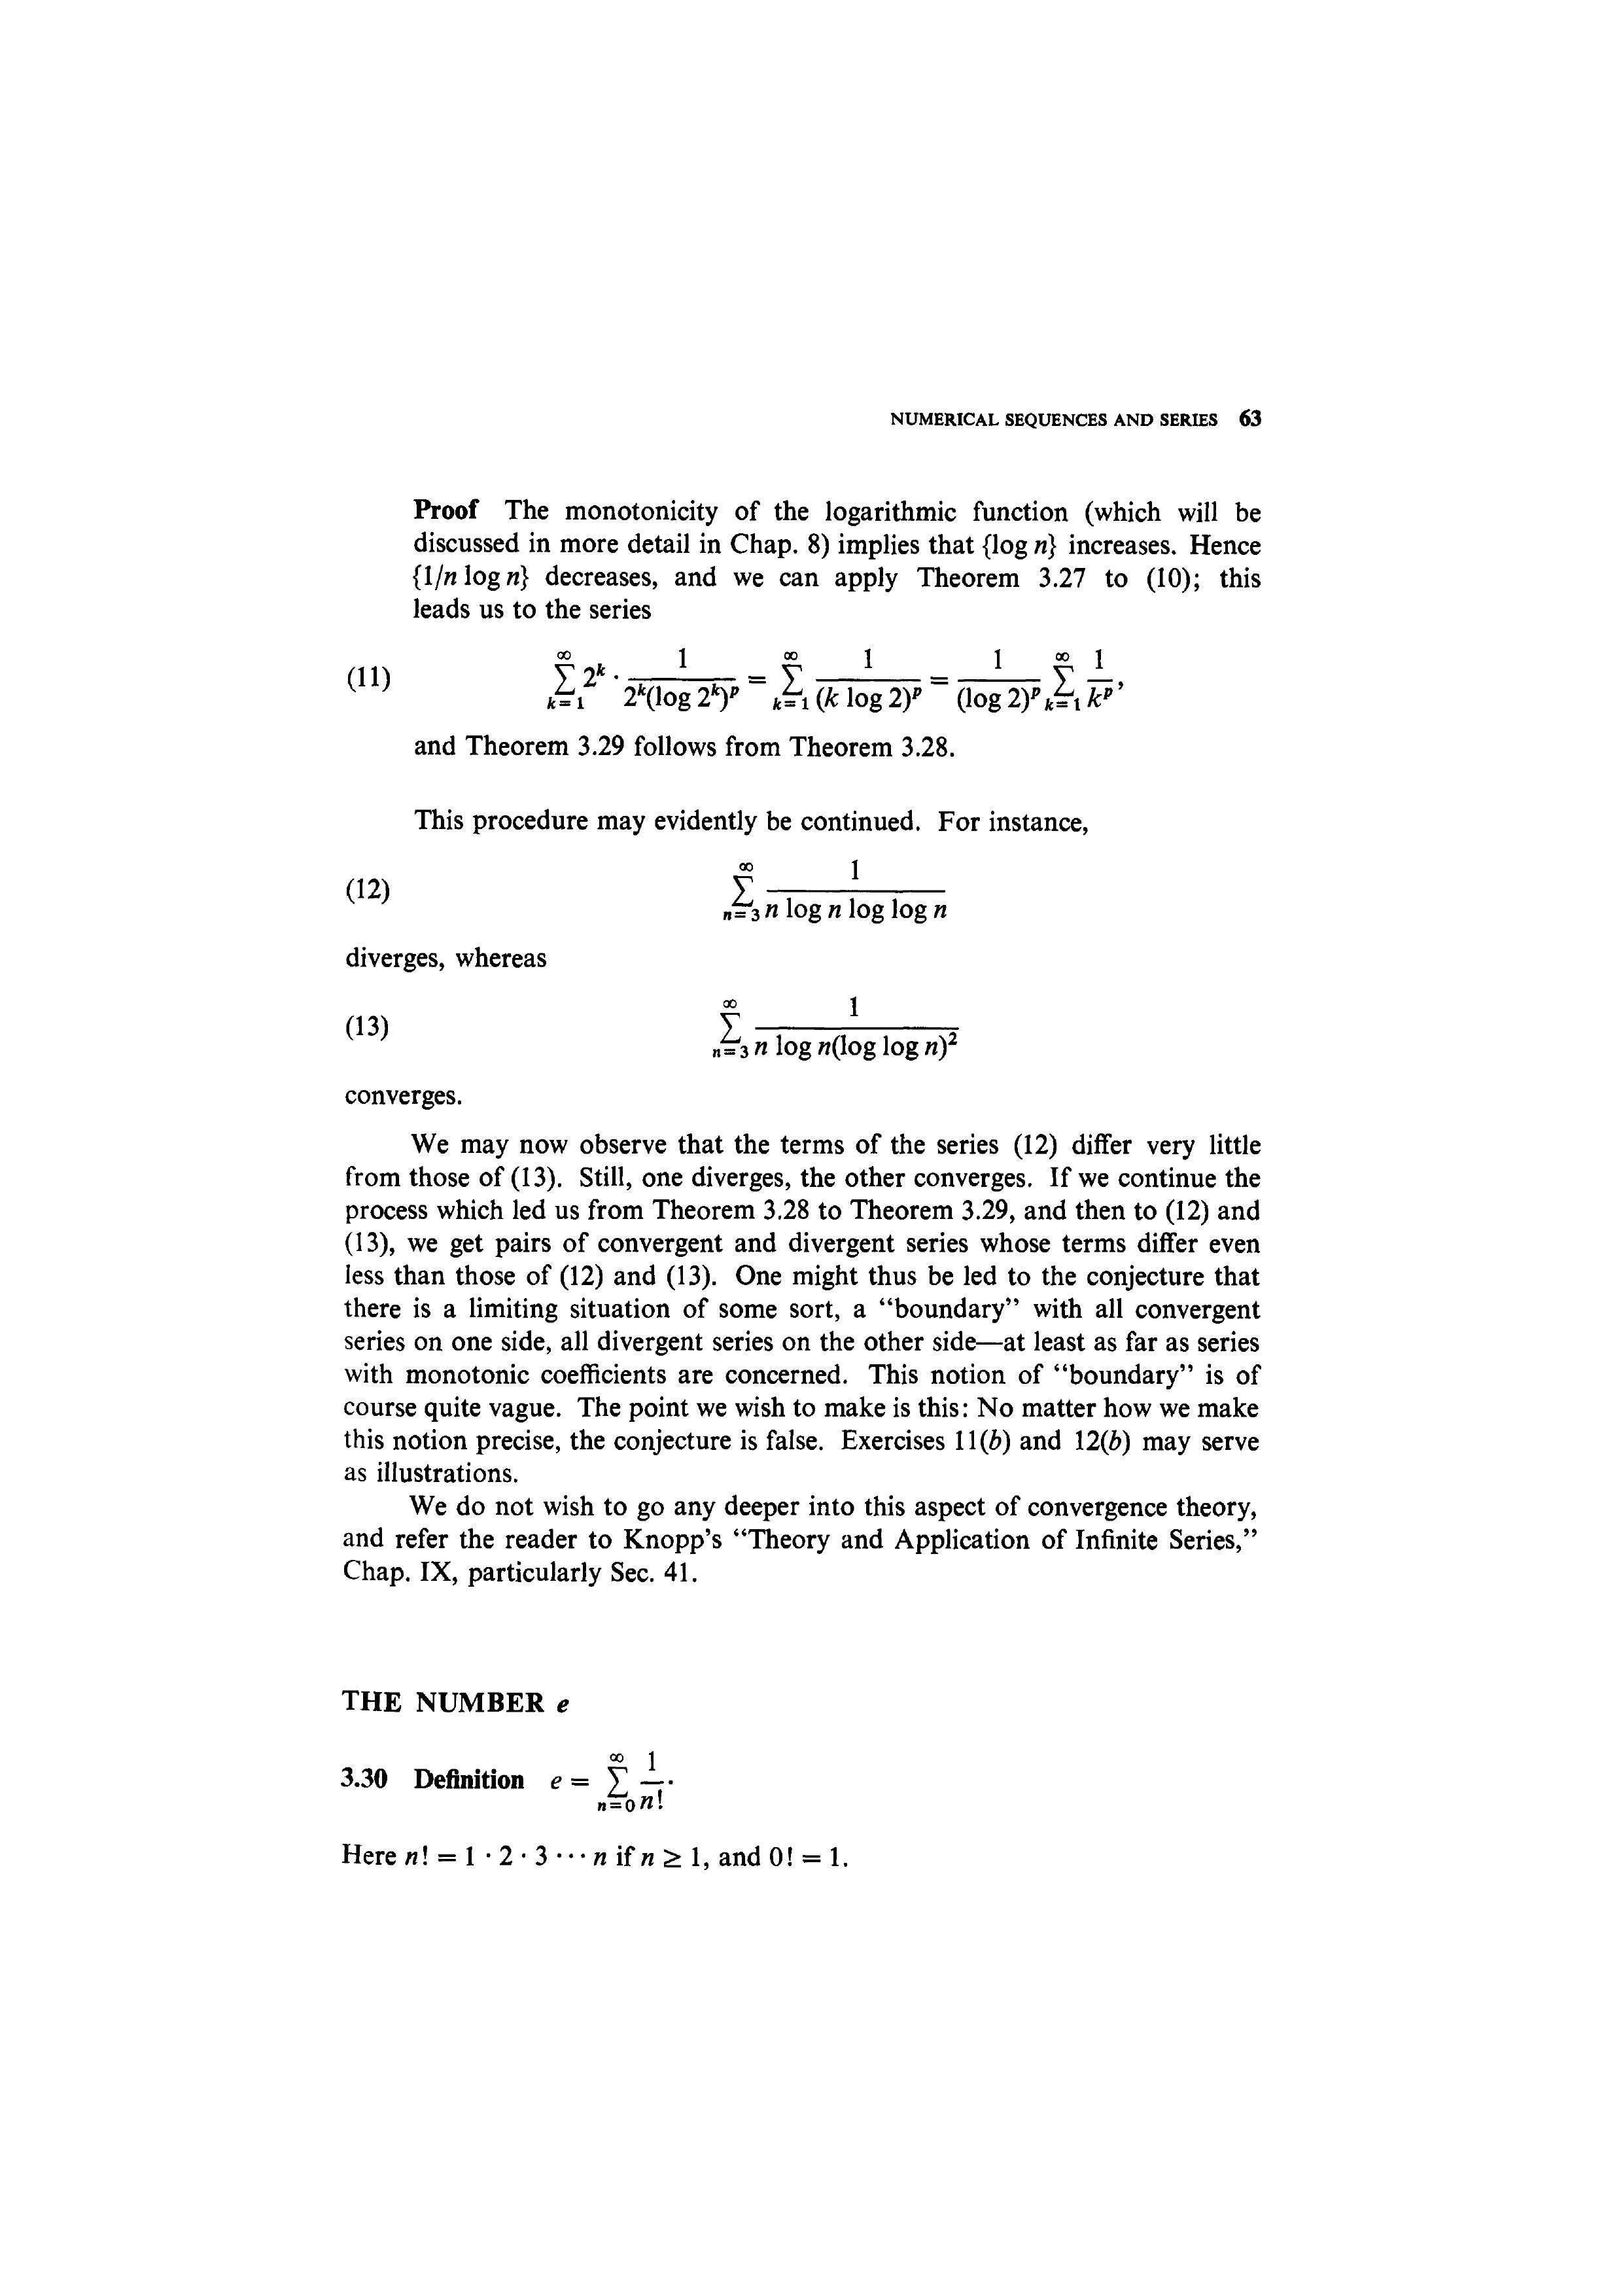 NUMERICAL SEQUENCES AND SERIES 63
Proof The monotonicity of the logarithmic function (which will be
discussed in more detail in Chap. 8) implies that {log n} increases. Hence
{1/n log n} decreases, and we can apply Theorem 3.27 to (10); this
leads us to the series
(11) \sum_{k=1}^{\infty} 2^k \cdot \frac{1}{2^k(\log 2^k)^p} = \sum_{k=1}^{\infty} \frac{1}{(k \log 2)^p} = \frac{1}{(\log 2)^p} \sum_{k=1}^{\infty} \frac{1}{k^p},
and Theorem 3.29 follows from Theorem 3.28.
This procedure may evidently be continued. For instance,
(12) \sum_{n=3}^{\infty} \frac{1}{n \log n \log \log n}
diverges, whereas
(13) \sum_{n=3}^{\infty} \frac{1}{n \log n(\log \log n)^2}
converges.
We may now observe that the terms of the series (12) differ very little
from those of (13). Still, one diverges, the other converges. If we continue the
process which led us from Theorem 3.28 to Theorem 3.29, and then to (12) and
(13), we get pairs of convergent and divergent series whose terms differ even
less than those of (12) and (13). One might thus be led to the conjecture that
there is a limiting situation of some sort, a “boundary” with all convergent
series on one side, all divergent series on the other side—at least as far as series
with monotonic coefficients are concerned. This notion of “boundary” is of
course quite vague. The point we wish to make is this: No matter how we make
this notion precise, the conjecture is false. Exercises 11(b) and 12(b) may serve
as illustrations.
We do not wish to go any deeper into this aspect of convergence theory,
and refer the reader to Knopp’s “Theory and Application of Infinite Series,”
Chap. IX, particularly Sec. 41.
THE NUMBER e
3.30 Definition e = \sum_{n=0}^{\infty} \frac{1}{n!}.
Here n! = 1 · 2 · 3 ··· n if n ≥ 1, and 0! = 1.